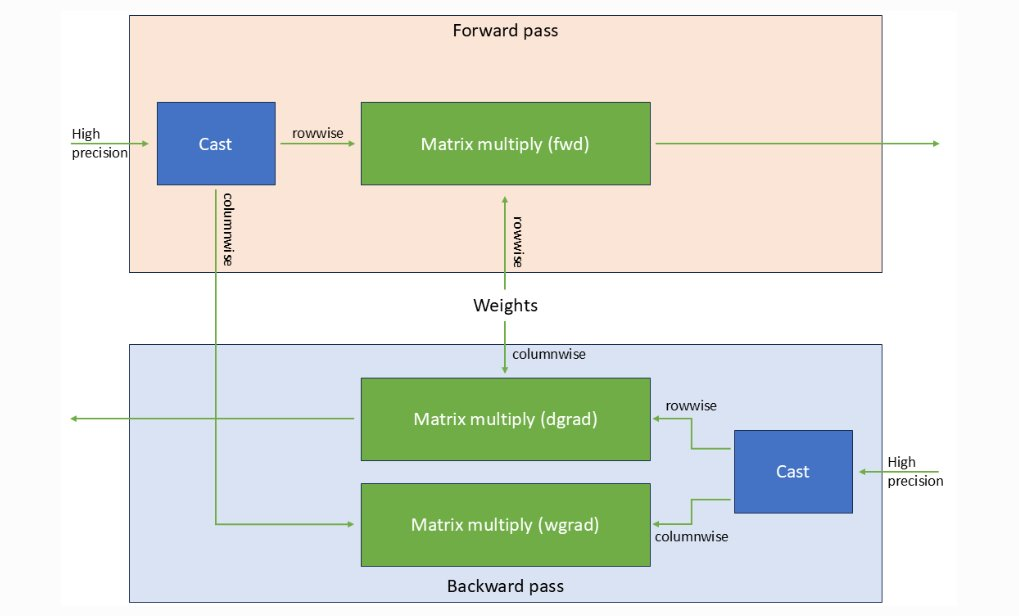 Forward pass
High
precision
Cast
rowwise
Matrix multiply (fwd)
columnwise
rowwise
Weights
columnwise
Matrix multiply (dgrad)
rowwise
Cast
High
precision
Matrix multiply (wgrad)
columnwise
Backward pass